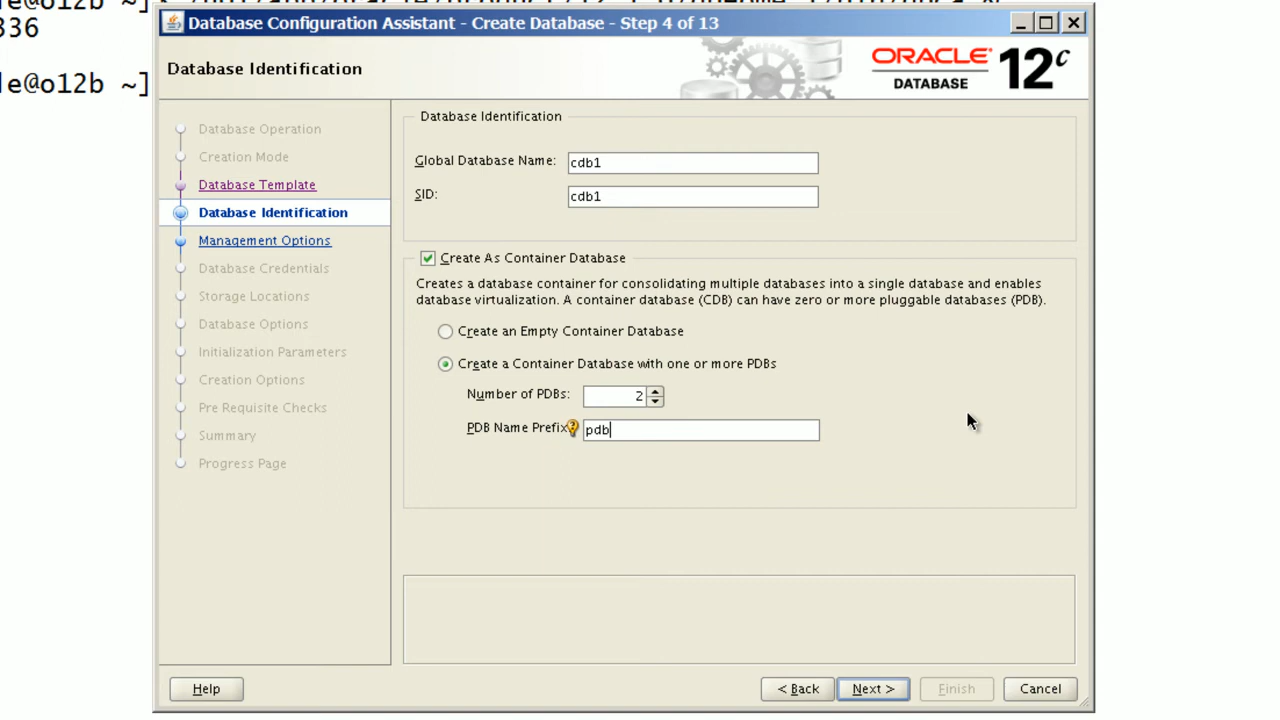 Database Configuration Assistant - Create Database - Step 4 of 13
336
le@o12b ~]
Database Identification
ORACLE®
DATABASE
12c
Database Operation
Creation Mode
Database Template
Database Identification
Management Options
Database Credentials
Storage Locations
Database Options
Initialization Parameters
Creation Options
Pre Requisite Checks
Summary
Progress Page
Database Identification
Global Database Name: cdb1
SID: cdb1
Create As Container Database
Creates a database container for consolidating multiple databases into a single database and enables
database virtualization. A container database (CDB) can have zero or more pluggable databases (PDB).
Create an Empty Container Database
Create a Container Database with one or more PDBs
Number of PDBs: 2
PDB Name Prefix: pdb
Help
< Back
Next >
Finish
Cancel